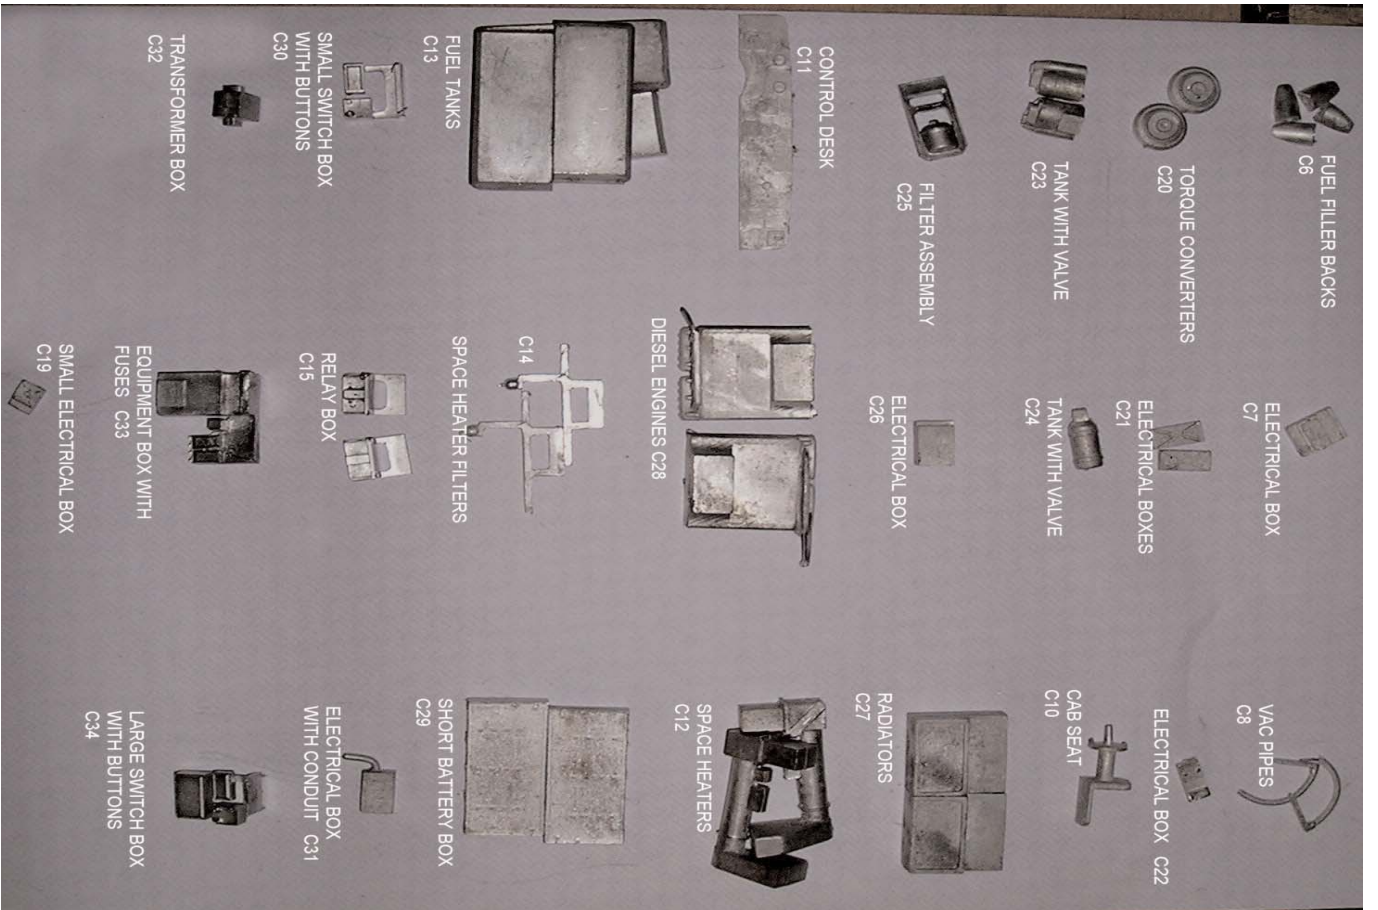 FUEL FILLER BACKS
C6
ELECTRICAL BOX
C7
VAC PIPES
C8
TORQUE CONVERTERS
C20
ELECTRICAL BOXES
C21
ELECTRICAL BOX C22
TANK WITH VALVE
C23
TANK WITH VALVE
C24
CAB SEAT
C10
FILTER ASSEMBLY
C25
ELECTRICAL BOX
C26
RADIATORS
C27
CONTROL DESK
C11
DIESEL ENGINES C28
SPACE HEATERS
C12
FUEL TANKS
C13
C14
SPACE HEATER FILTERS
SHORT BATTERY BOX
C29
SMALL SWITCH BOX
WITH BUTTONS
C30
RELAY BOX
C15
ELECTRICAL BOX
WITH CONDUIT C31
TRANSFORMER BOX
C32
EQUIPMENT BOX WITH
FUSES C33
LARGE SWITCH BOX
WITH BUTTONS
C34
SMALL ELECTRICAL BOX
C19